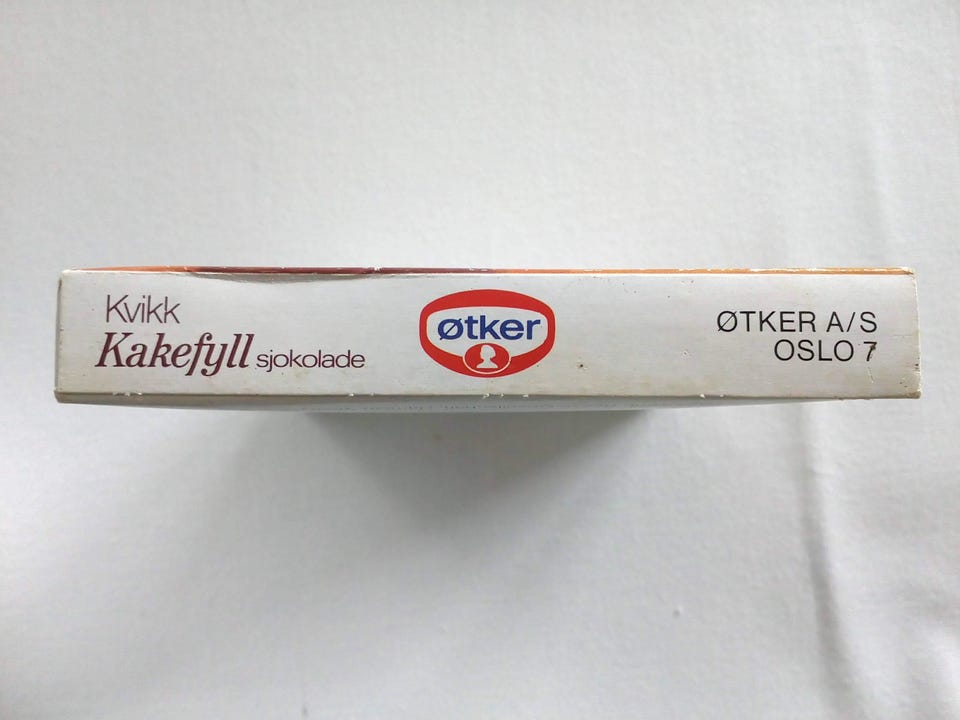 Kvikk
Kakefyll sjokolade
øtker
ØTKER A/S
OSLO 7